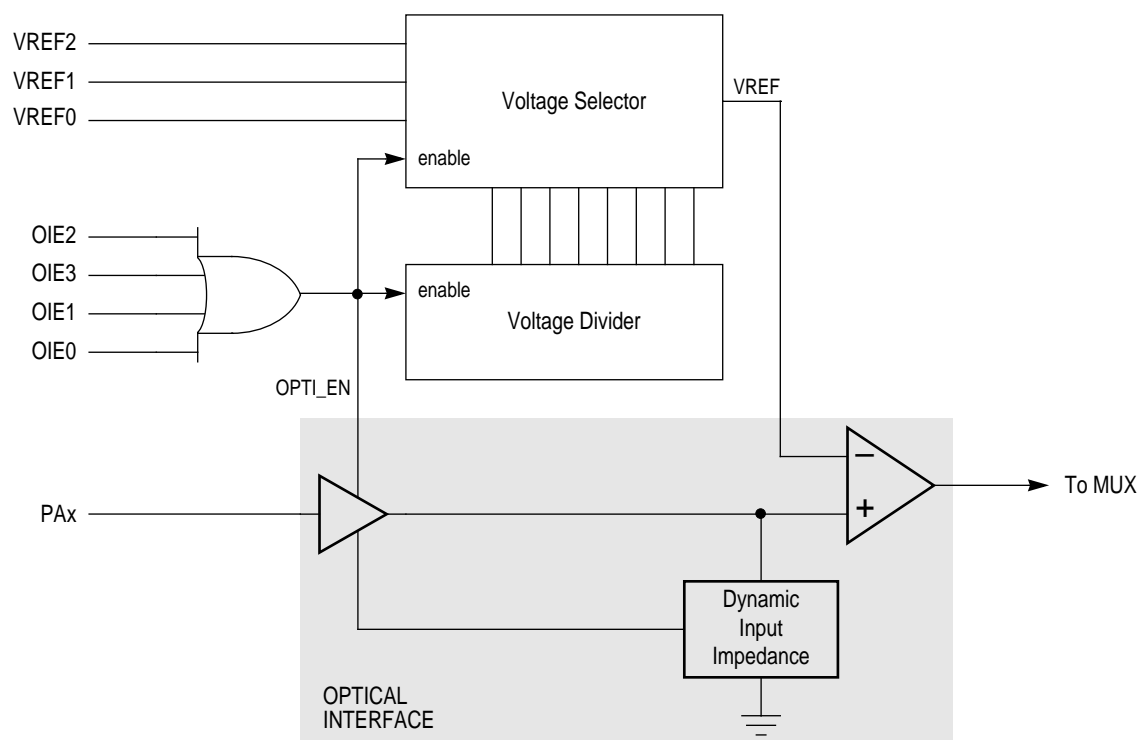 VREF2
VREF1
VREF0
Voltage Selector
VREF
enable
OIE2
OIE3
OIE1
OIE0
enable
Voltage Divider
OPTI_EN
PAx
−
+
To MUX
Dynamic
Input
Impedance
OPTICAL
INTERFACE